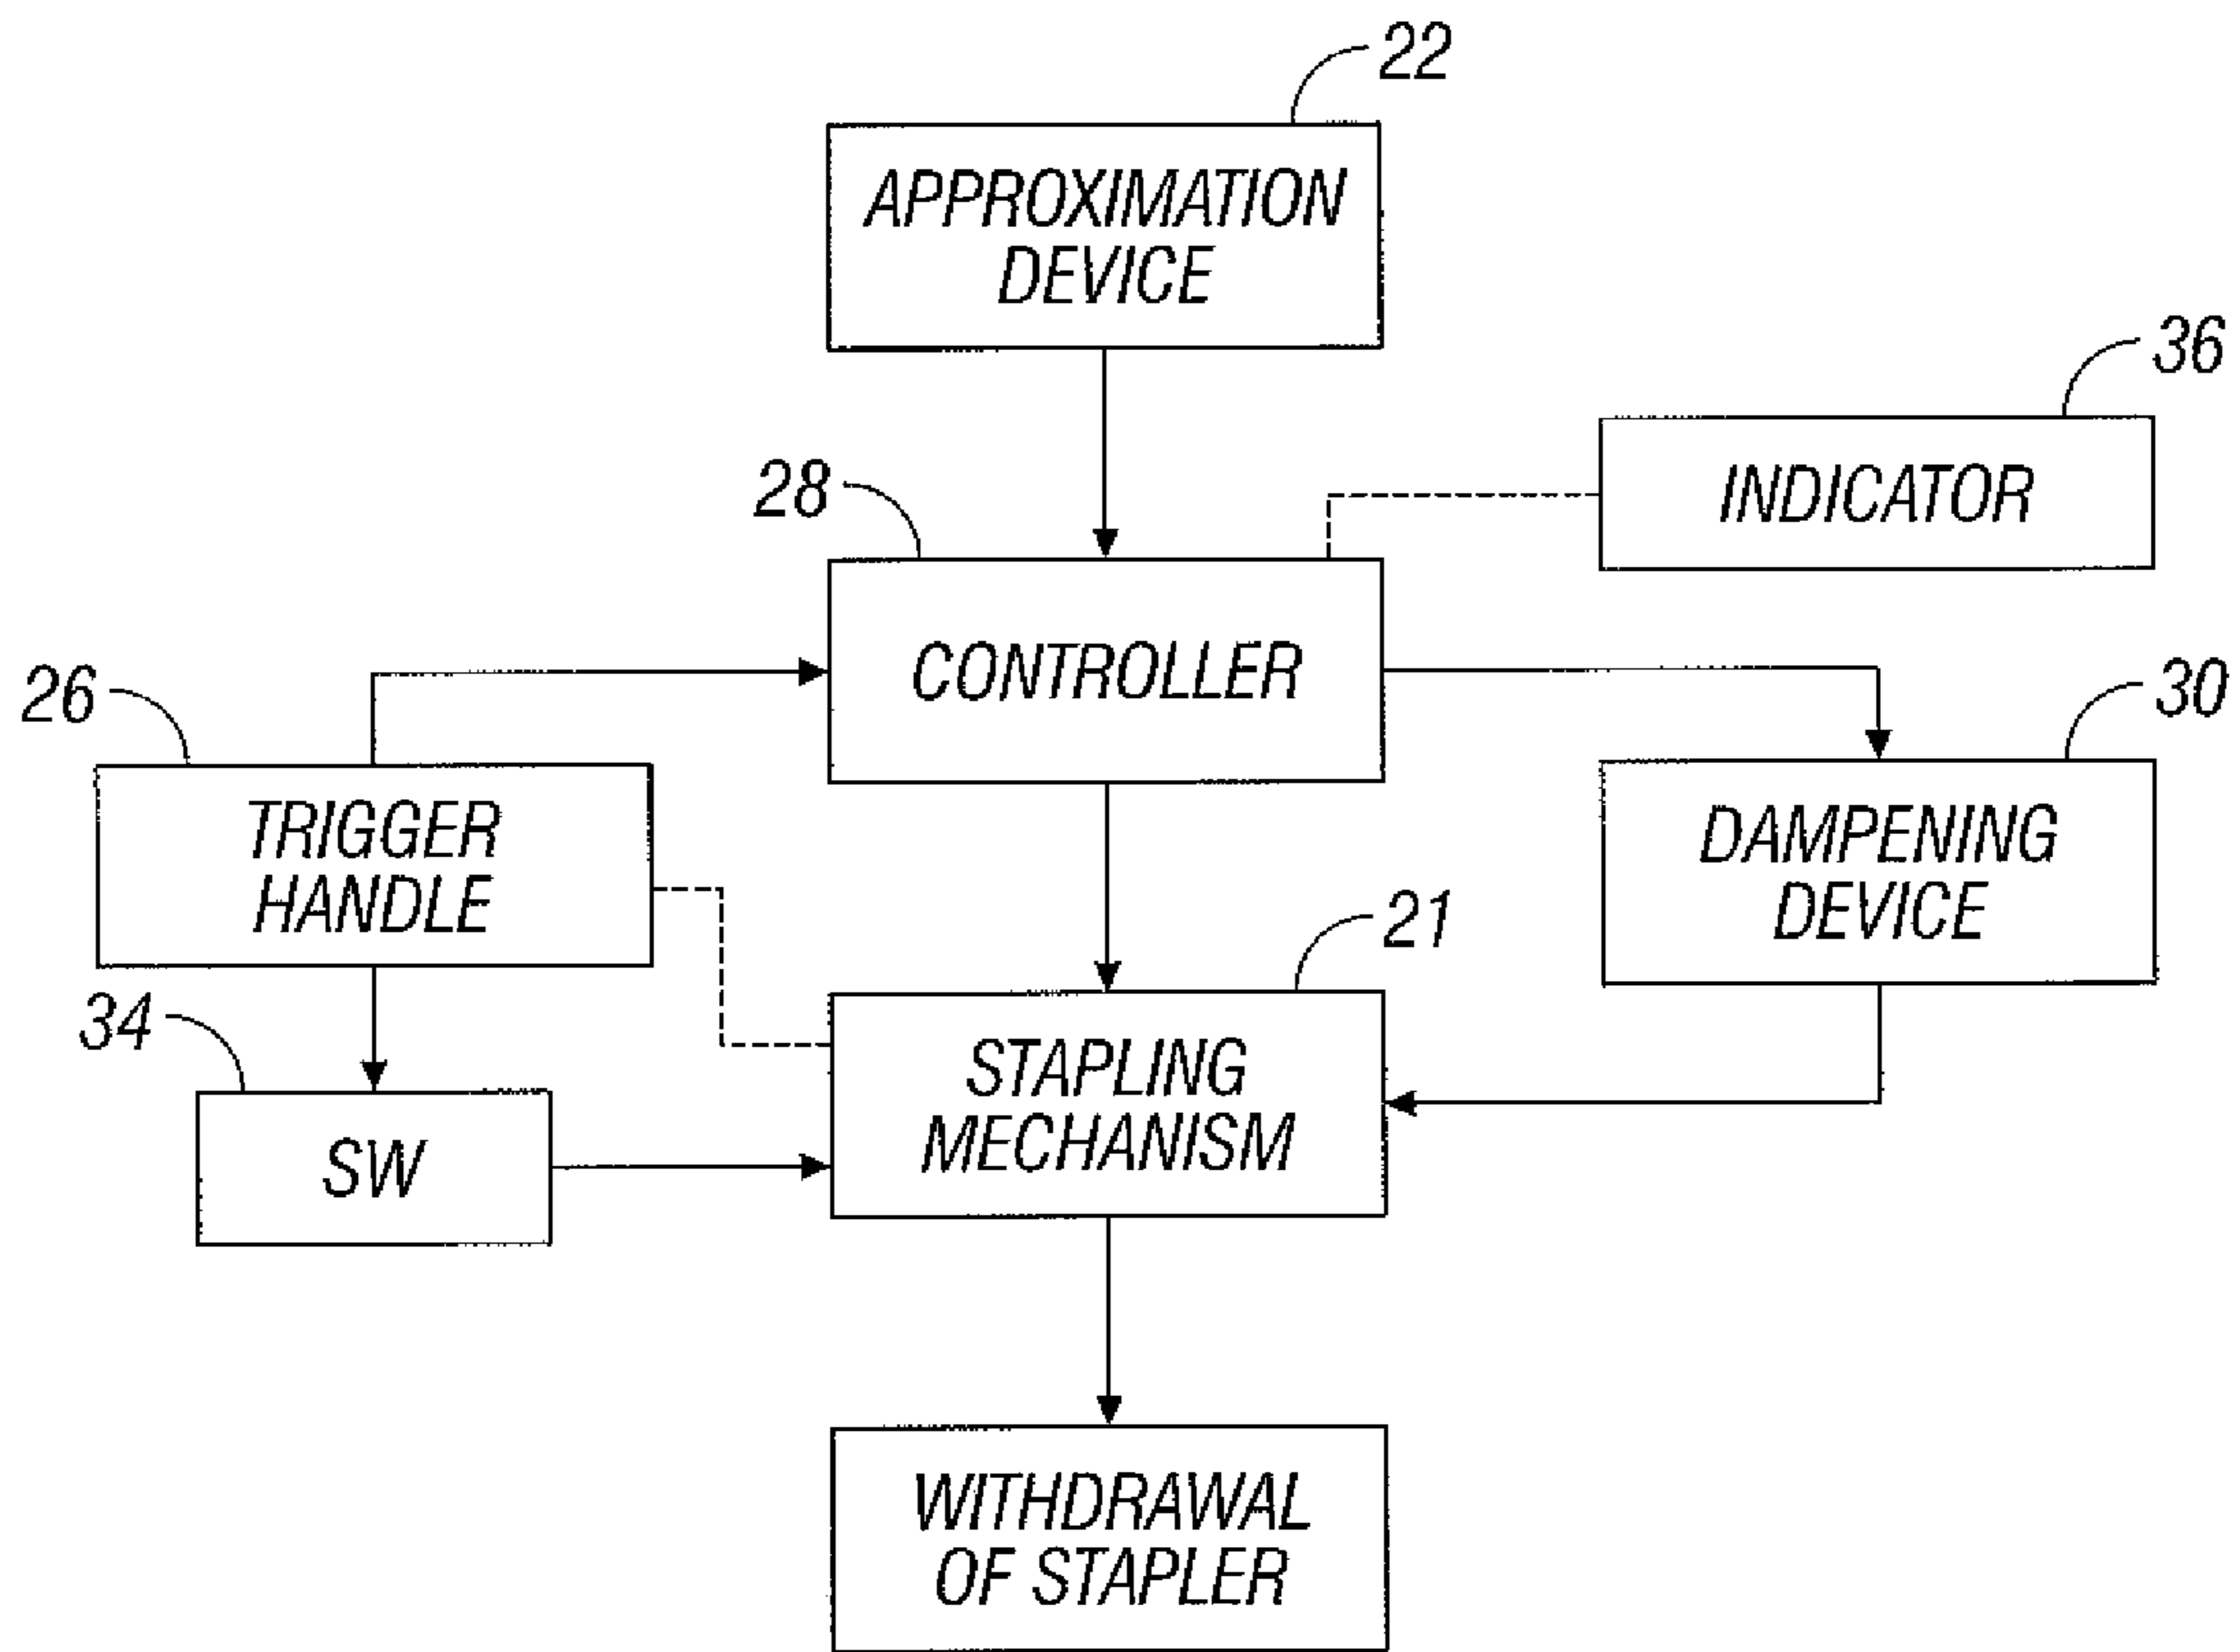 22
APPROXIMATION
DEVICE
36
INDICATOR
28
CONTROLLER
26
TRIGGER
HANDLE
30
DAMPENING
DEVICE
21
STAPLING
MECHANISM
34
SW
WITHDRAWAL
OF STAPLER